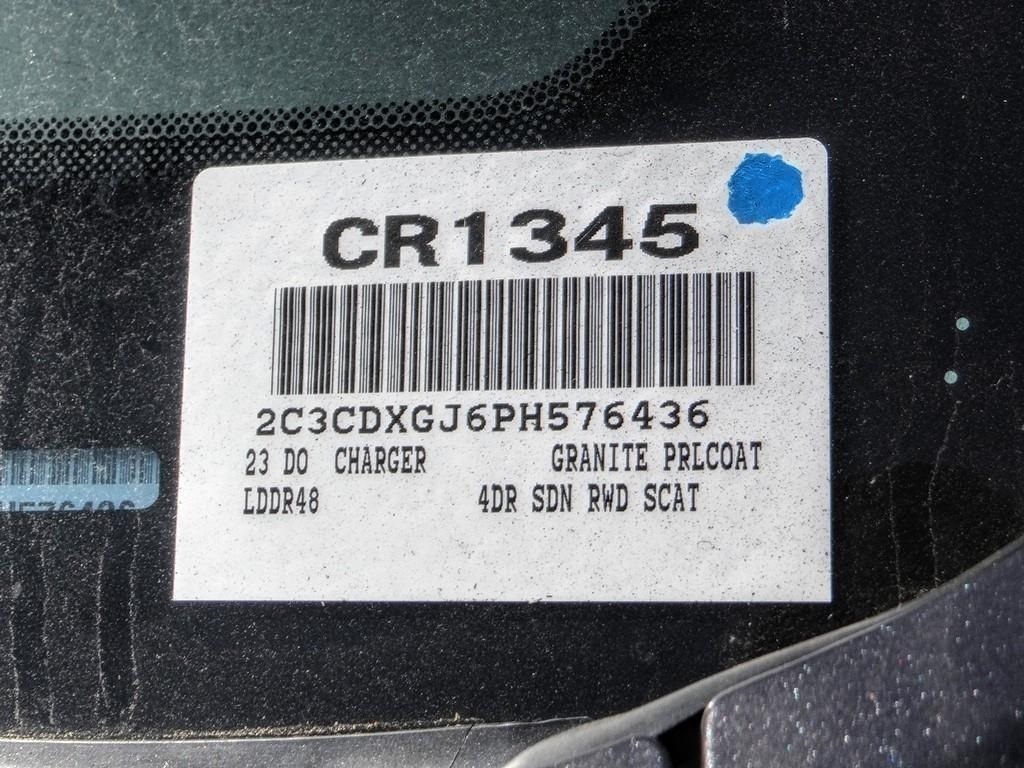 CR1345
2C3CDXGJ6PH576436
23 DO CHARGER GRANITE PRLCOAT
LDDR48 4DR SDN RWD SCAT